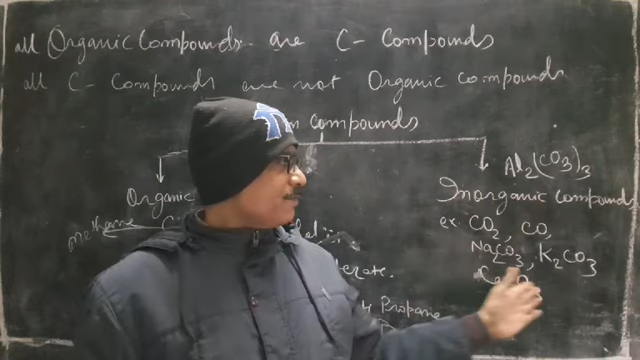 all Organic Compounds are C- Compounds
all C- Compounds are not Organic compounds
compounds
Al2(CO3)3
Organic
Inorganic compounds
Methane
ex. CO2, CO,
NaCO3, K2CO3
Propane